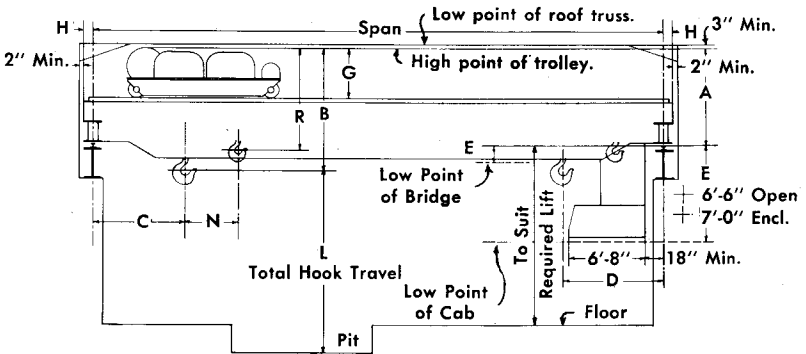 Low point of roof truss.
3" Min.
H
Span
H
2" Min.
High point of trolley.
2" Min.
G
A
R
B
E
E
Low Point
of Bridge
6'-6" Open
7'-0" Encl.
C
N
To Suit
Required Lift
L
Total Hook Travel
6'-8"
18" Min.
D
Low Point
of Cab
Floor
Pit